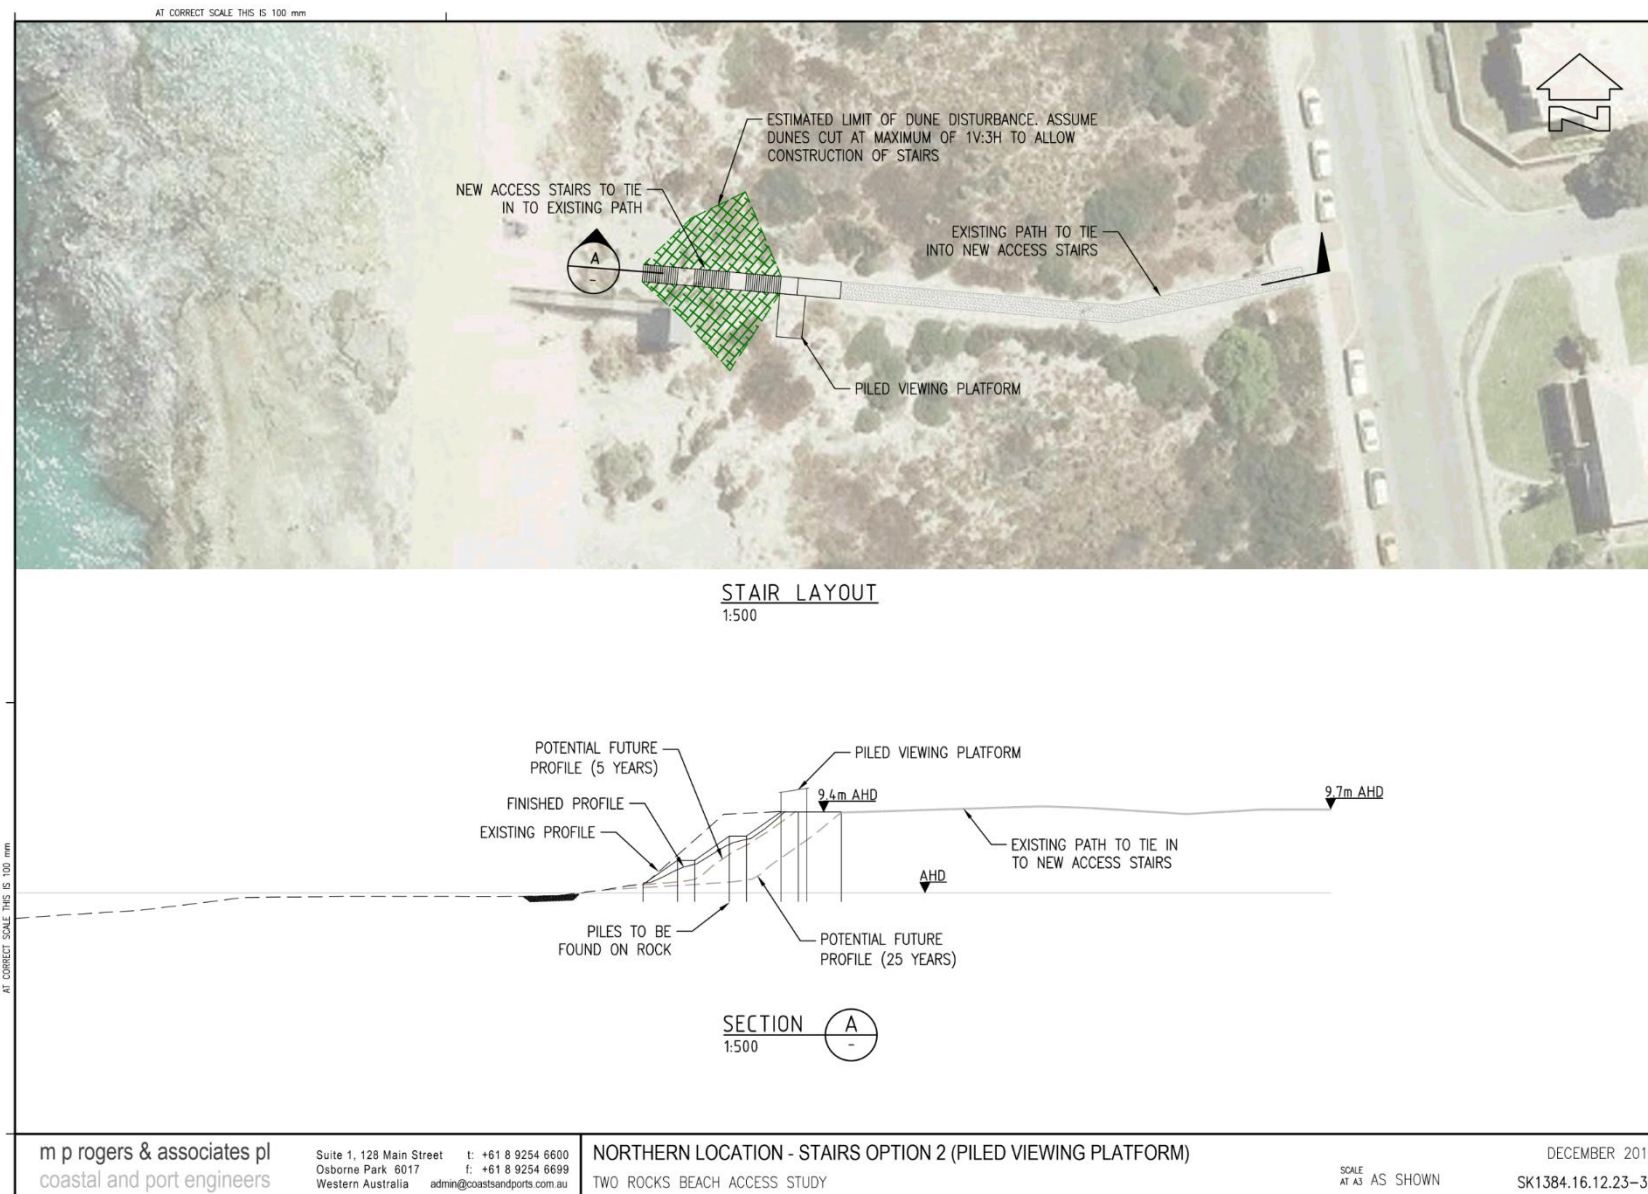 AT CORRECT SCALE THIS IS 100 mm
ESTIMATED LIMIT OF DUNE DISTURBANCE. ASSUME
DUNES CUT AT MAXIMUM OF 1V:3H TO ALLOW
CONSTRUCTION OF STAIRS
NEW ACCESS STAIRS TO TIE
IN TO EXISTING PATH
EXISTING PATH TO TIE
INTO NEW ACCESS STAIRS
A
-
N
PILED VIEWING PLATFORM
STAIR LAYOUT
1:500
POTENTIAL FUTURE
PROFILE (5 YEARS)
FINISHED PROFILE
EXISTING PROFILE
PILED VIEWING PLATFORM
9.4m AHD
9.7m AHD
EXISTING PATH TO TIE IN
TO NEW ACCESS STAIRS
AHD
PILES TO BE
FOUND ON ROCK
POTENTIAL FUTURE
PROFILE (25 YEARS)
AT CORRECT SCALE THIS IS 100 mm
SECTION A
1:500 -
m p rogers & associates pl
coastal and port engineers
Suite 1, 128 Main Street t: +61 8 9254 6600
Osborne Park 6017 f: +61 8 9254 6699
Western Australia admin@coastsandports.com.au
NORTHERN LOCATION - STAIRS OPTION 2 (PILED VIEWING PLATFORM)
TWO ROCKS BEACH ACCESS STUDY
SCALE
AT A3 AS SHOWN
DECEMBER 201
SK1384.16.12.23-3